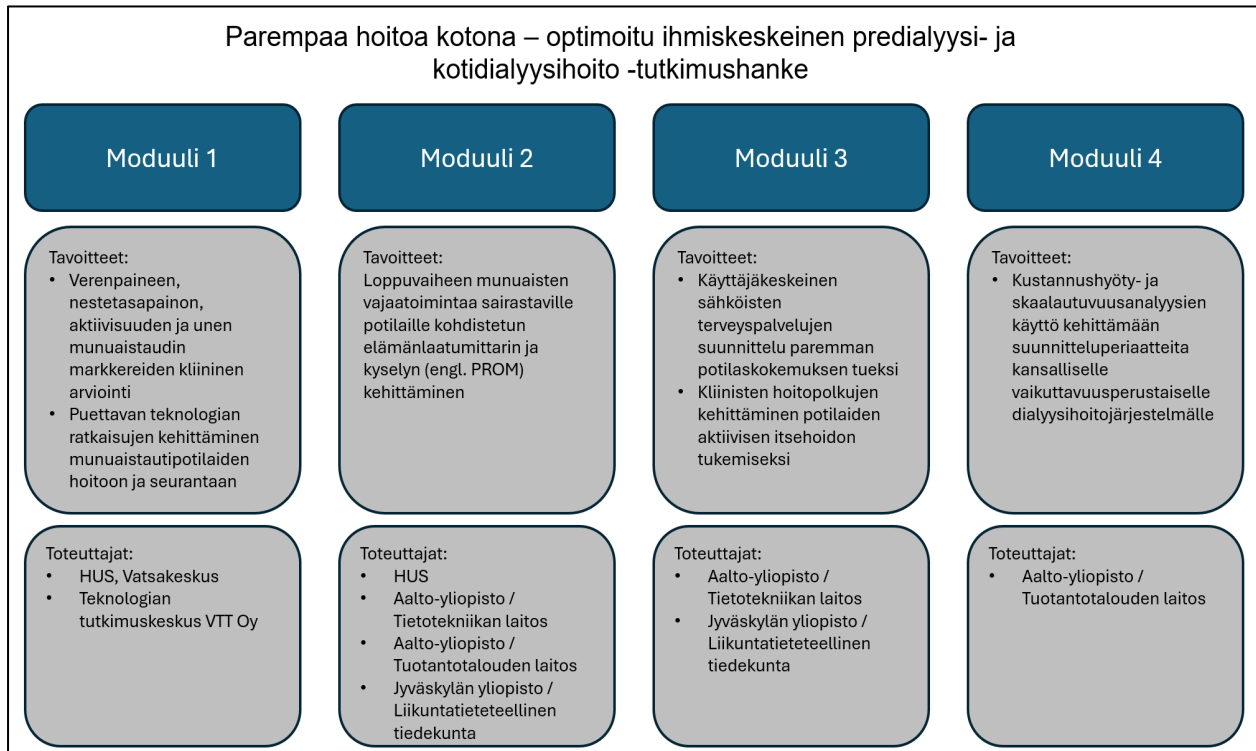 Parempaa hoitoa kotona – optimoitu ihmiskeskeinen predialyysi- ja
kotidialyysihoito -tutkimushanke
Moduuli 1
Moduuli 2
Moduuli 3
Moduuli 4
Tavoitteet:
• Verenpaineen,
nestetasapainon,
aktiivisuuden ja unen
munuaistaudin
markkereiden kliininen
arviointi
• Puettavan teknologian
ratkaisujen kehittäminen
munuaistautipotilaiden
hoitoon ja seurantaan
Tavoitteet:
Loppuvaiheen munuaisten
vajaatoimintaa sairastaville
potilaille kohdistetun
elämänlaatumittarin ja
kyselyn (engl. PROM)
kehittäminen
Tavoitteet:
• Käyttäjäkeskeinen
sähköisten
terveyspalvelujen
suunnittelu paremman
potilaskokemuksen tueksi
• Kliinisten hoitopolkujen
kehittäminen potilaiden
aktiivisen itsehoidon
tukemiseksi
Tavoitteet:
• Kustannushyöty- ja
skaalautuvuusanalyysien
käyttö kehittämään
suunnitteluperiaatteita
kansalliselle
vaikuttavuusperustaiselle
dialyysihoitojärjestelmälle
Toteuttajat:
• HUS, Vatsakeskus
• Teknologian
tutkimuskeskus VTT Oy
Toteuttajat:
• HUS
• Aalto-yliopisto /
Tietotekniikan laitos
• Aalto-yliopisto /
Tuotantotalouden laitos
• Jyväskylän yliopisto /
Liikuntatieteteellinen
tiedekunta
Toteuttajat:
• Aalto-yliopisto /
Tietotekniikan laitos
• Jyväskylän yliopisto /
Liikuntatieteteellinen
tiedekunta
Toteuttajat:
• Aalto-yliopisto /
Tuotantotalouden laitos